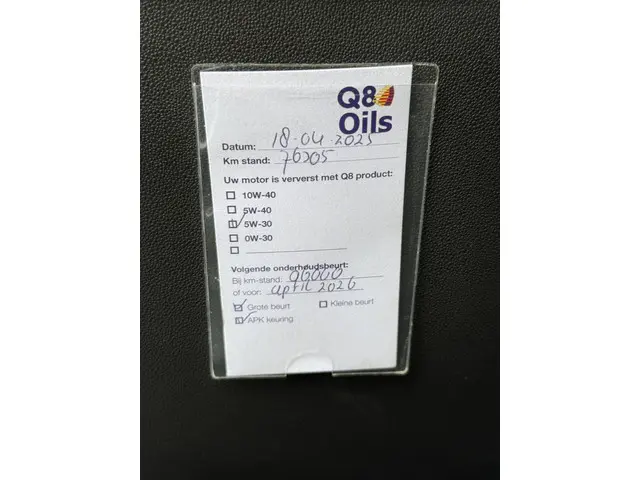 Q8
Oils
Datum: 18-04-2025
Km stand: 76205
Uw motor is ververst met Q8 product:
10W-40
5W-40
5W-30
0W-30
Volgende onderhoudsbeurt:
Bij km-stand: 96000
of voor: april 2026
Grote beurt Kleine beurt
APK keuring